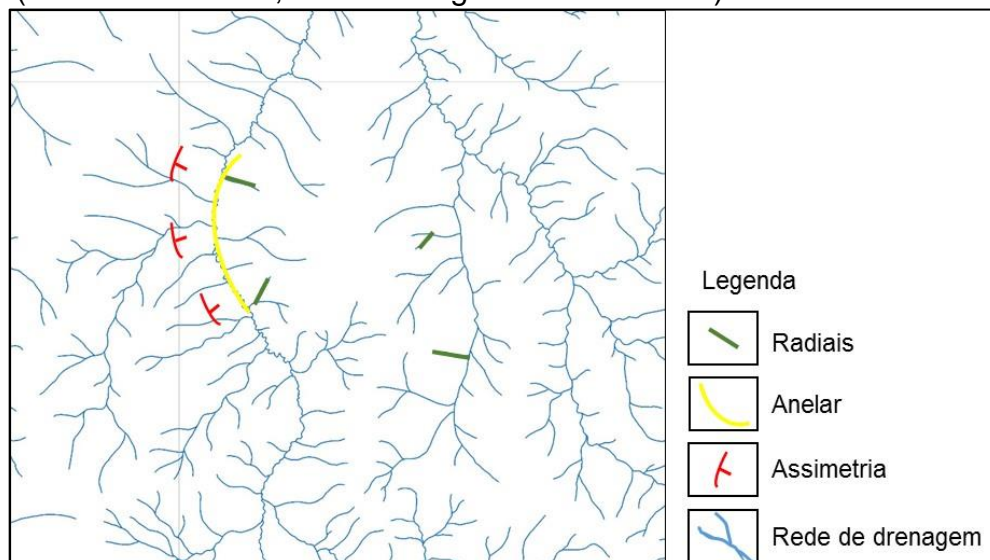 Legenda
Radiais
Anelar
Assimetria
Rede de drenagem